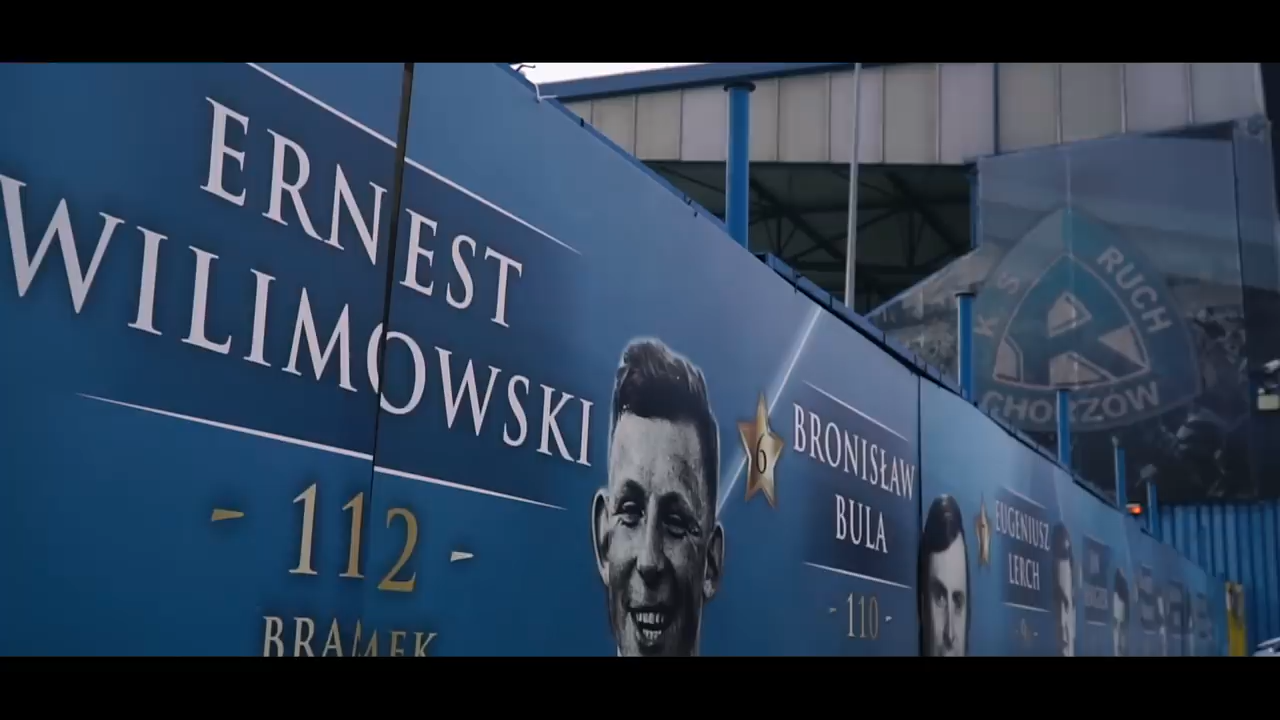 ERNEST
WILIMOWSKI
- 112 -
BRAMEK
6
BRONISŁAW
BULA
- 110 -
EUGENIUSZ
LERCH
KS RUCH
CHORZÓW
R